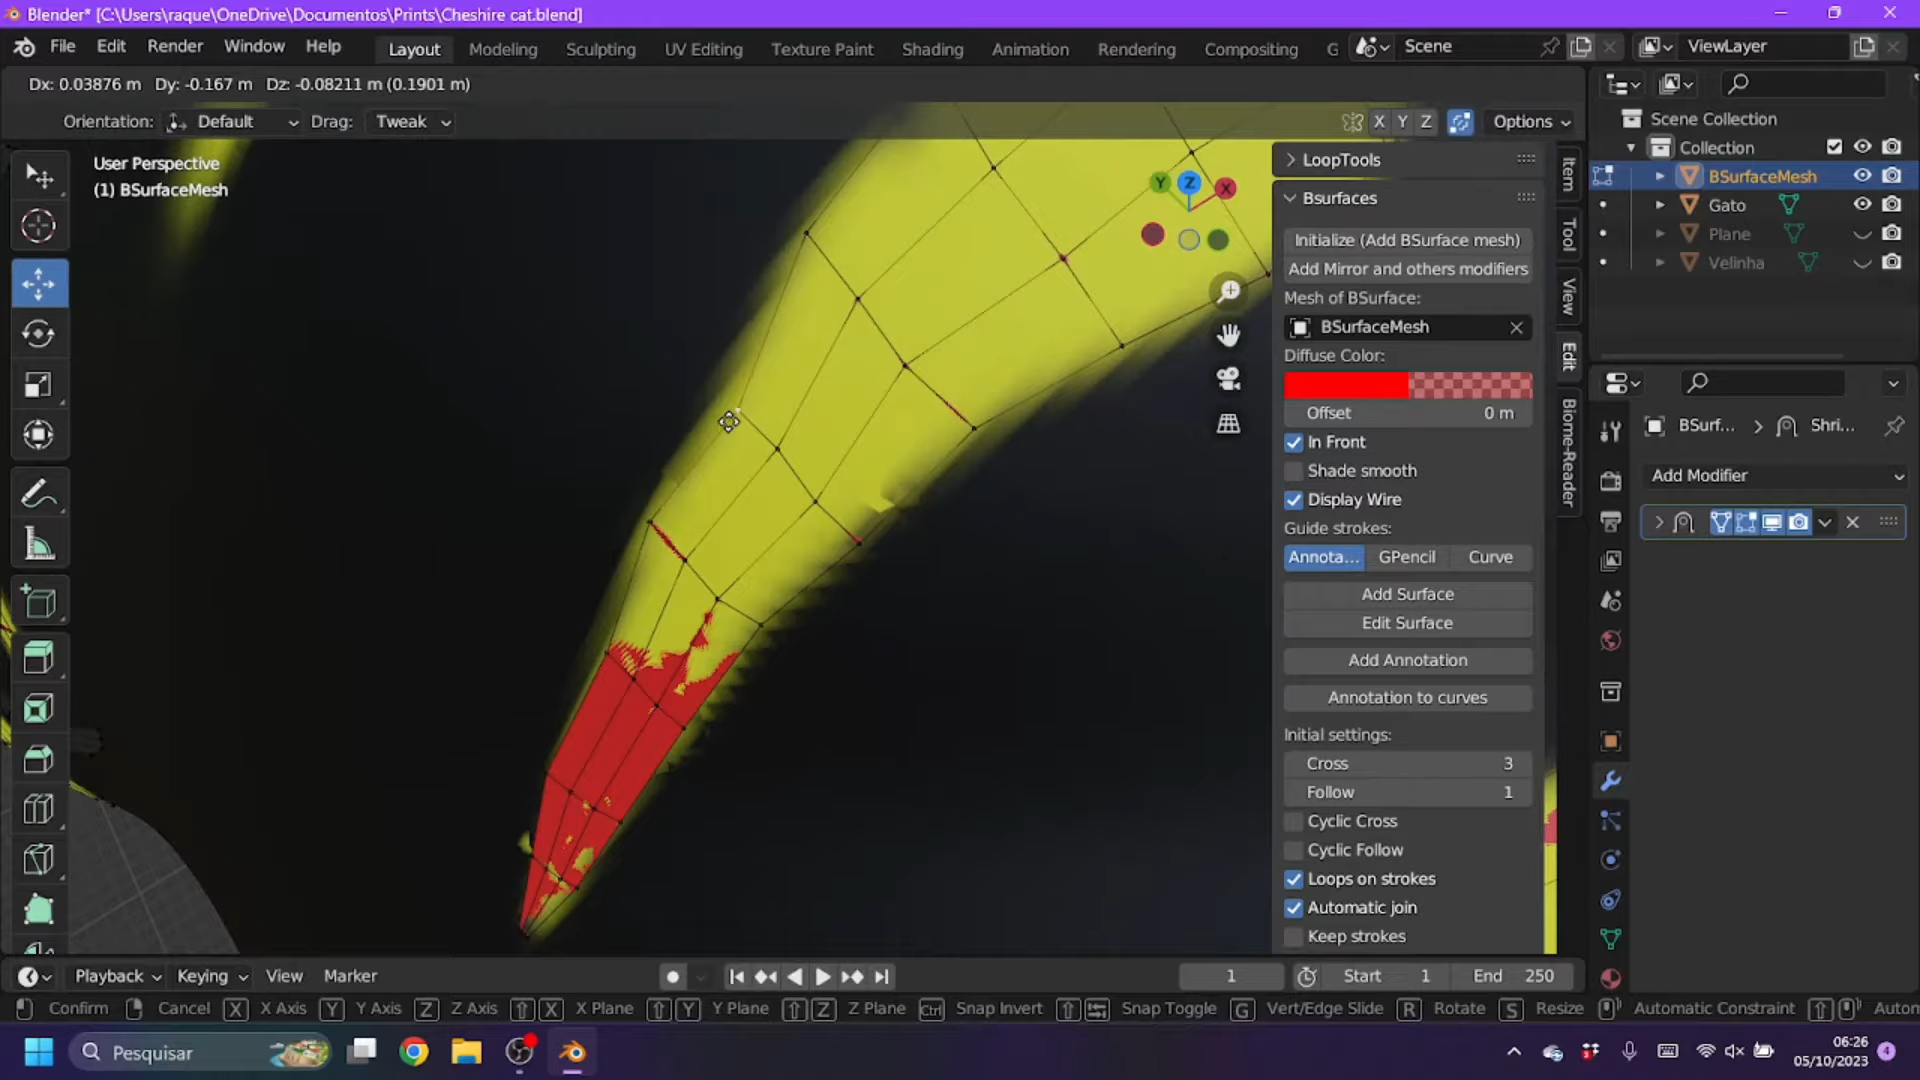 Blender* [C:\Users\raque\OneDrive\Documentos\Prints\Cheshire cat.blend]
File Edit Render Window Help Layout Modeling Sculpting UV Editing Texture Paint Shading Animation Rendering Compositing G Scene ViewLayer
Dx: 0.03876 m Dy: -0.167 m Dz: -0.08211 m (0.1901 m)
Orientation: Default Drag: Tweak X Y Z Options
User Perspective
(1) BSurfaceMesh
Y Z X
LoopTools
Bsurfaces
Initialize (Add BSurface mesh)
Add Mirror and others modifiers
Mesh of BSurface:
BSurfaceMesh
Diffuse Color:
Offset 0 m
In Front
Shade smooth
Display Wire
Guide strokes:
Annota... GPencil Curve
Add Surface
Edit Surface
Add Annotation
Annotation to curves
Initial settings:
Cross 3
Follow 1
Cyclic Cross
Cyclic Follow
Loops on strokes
Automatic join
Keep strokes
Item
Tool
View
Edit
Biome-Reader
Scene Collection
Collection
BSurfaceMesh
Gato
Plane
Velinha
BSurf... Shri...
Add Modifier
Playback Keying View Marker 1 Start 1 End 250
Confirm Cancel X X Axis Y Y Axis Z Z Axis X X Plane Y Y Plane Z Z Plane Ctrl Snap Invert Snap Toggle G Vert/Edge Slide R Rotate S Resize Automatic Constraint Auton
Pesquisar
06:26
05/10/2023
4